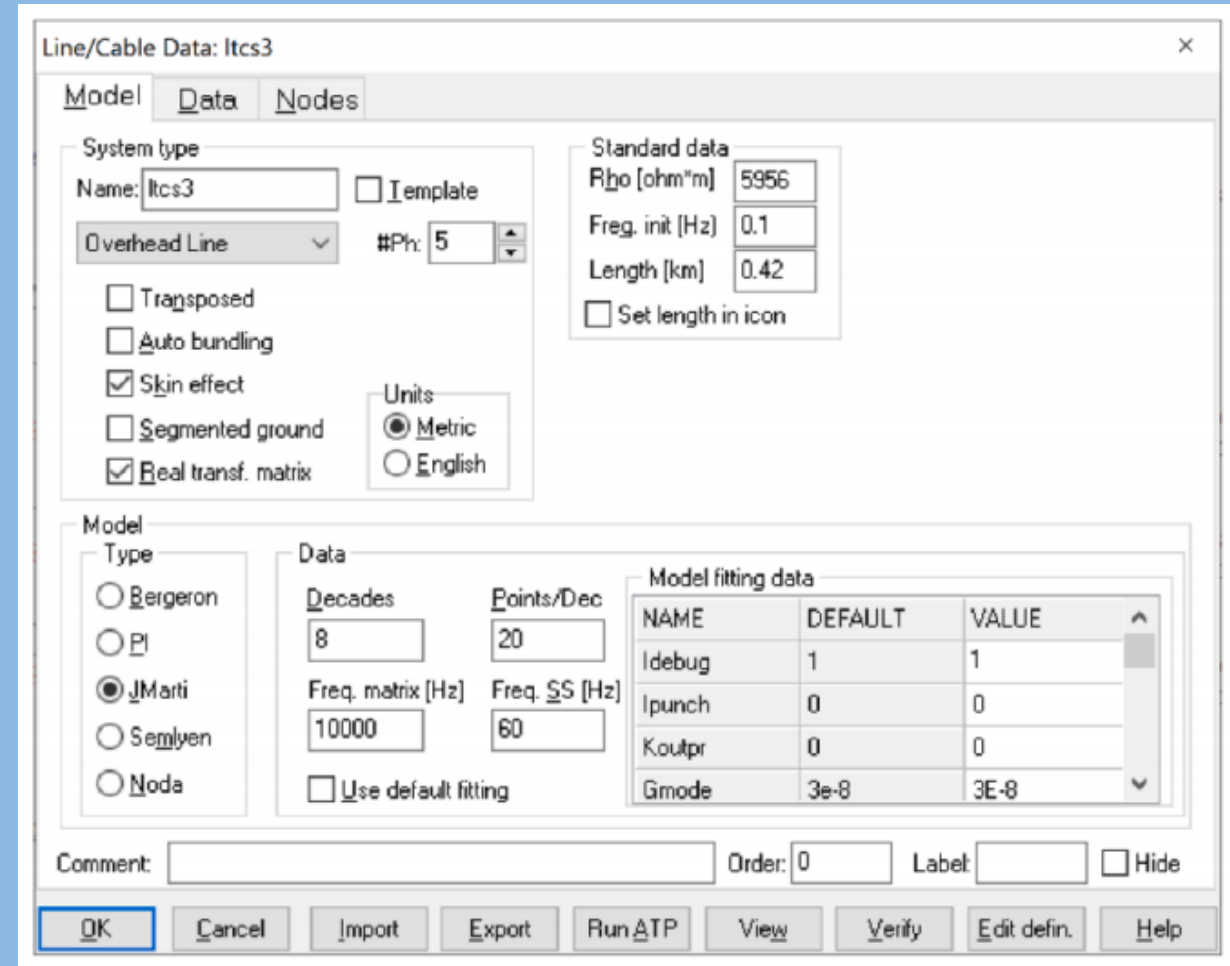 Line/Cable Data: ltcs3
Model Data Nodes
System type
Name: ltcs3 Template
Overhead Line #Ph: 5
Transposed
Auto bundling
Skin effect
Segmented ground
Real transf. matrix
Units
Metric
English
Standard data
Rho [ohm*m] 5956
Freq. init [Hz] 0.1
Length [km] 0.42
Set length in icon
Model
Type
Bergeron
PI
JMarti
Semlyen
Noda
Data
Decades Points/Dec
8 20
Freq. matrix [Hz] Freq. SS [Hz]
10000 60
Use default fitting
Model fitting data
NAME DEFAULT VALUE
Idebug 1 1
Ipunch 0 0
Koutpr 0 0
Gmode 3e-8 3E-8
Comment: Order: 0 Label: Hide
OK Cancel Import Export Run ATP View Verify Edit defin. Help